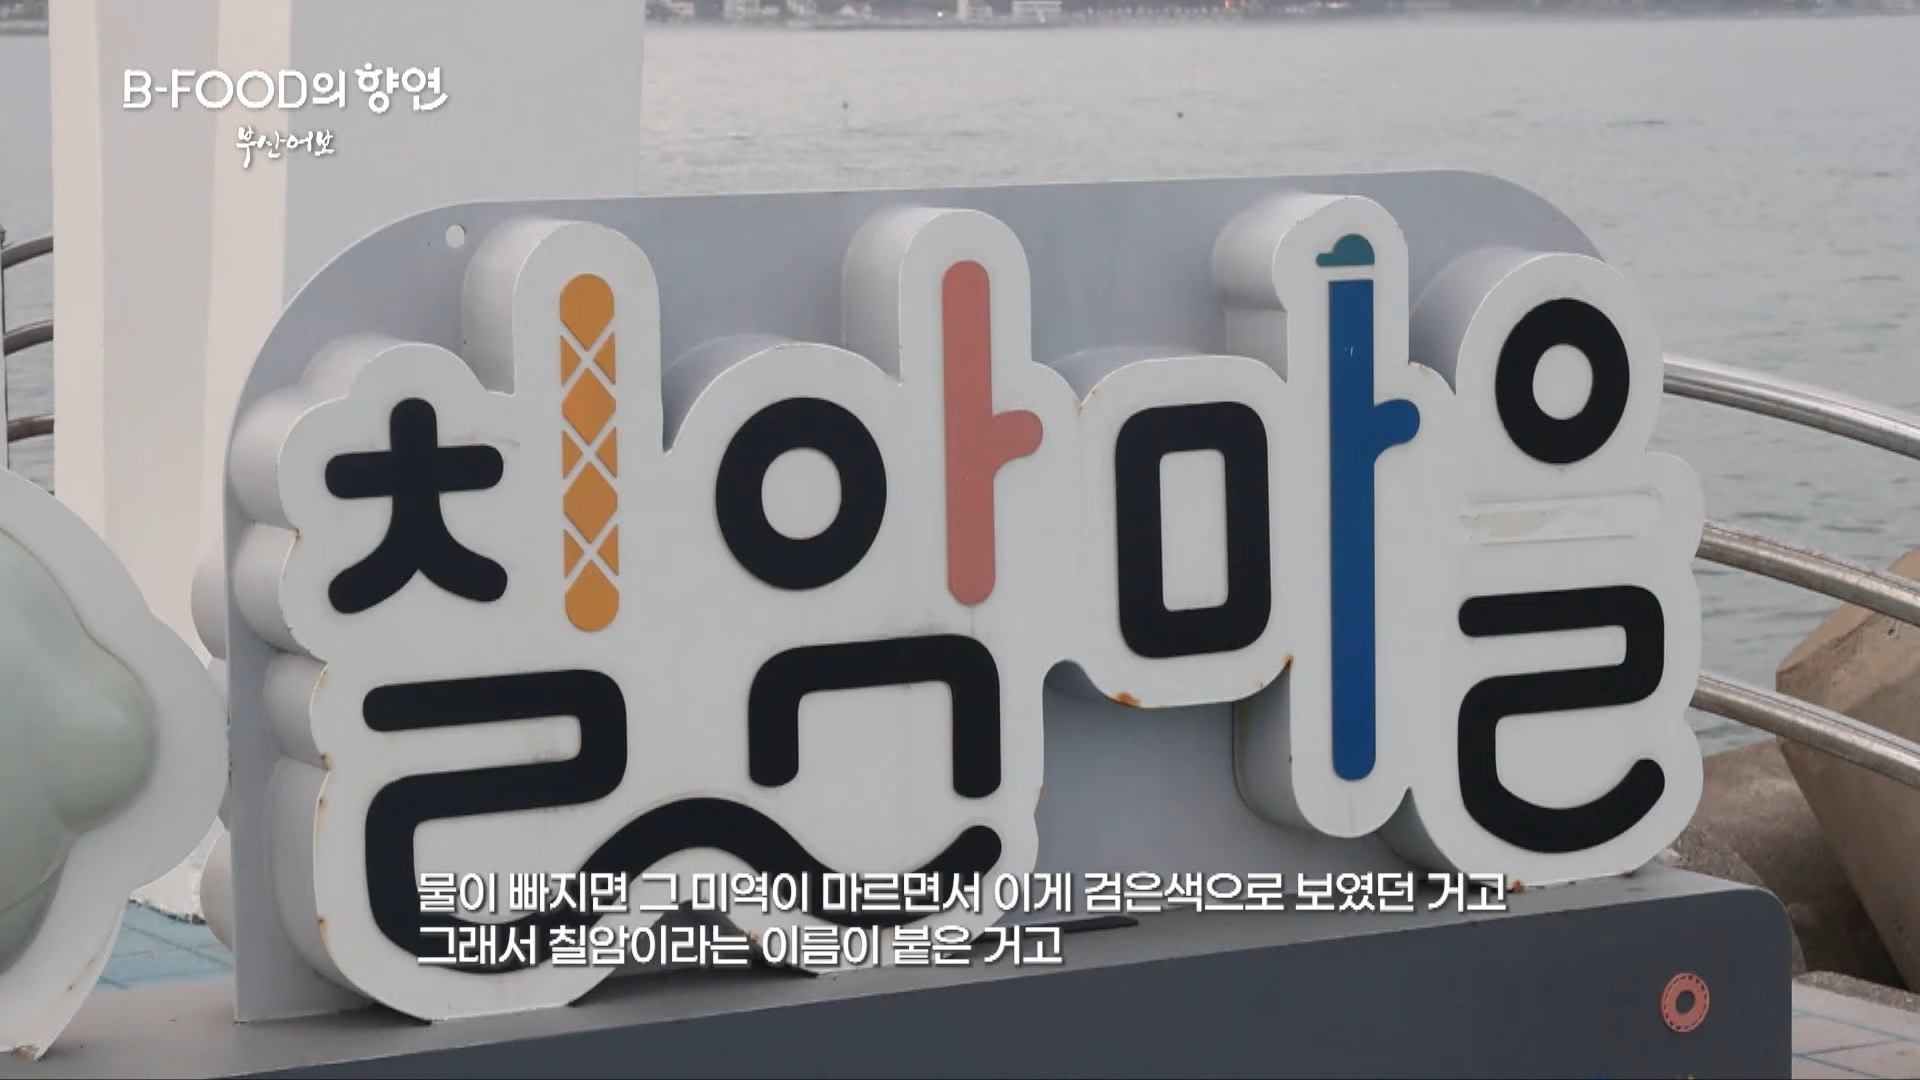 B-FOOD의 향연
부산어보
칠암마을
물이 빠지면 그 미역이 마르면서 이게 검은색으로 보였던 거고
그래서 칠암이라는 이름이 붙은 거고